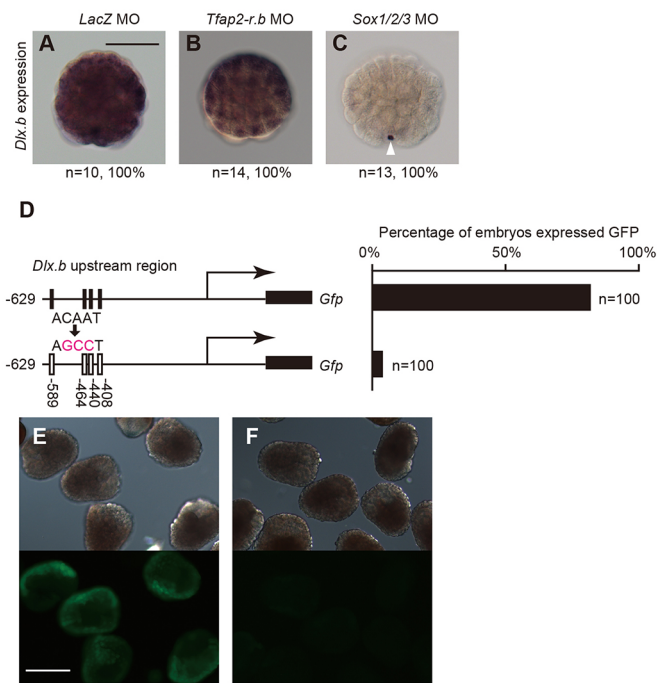 LacZ MO
Tfap2-r.b MO
Sox1/2/3 MO
Dlx.b expression
A
B
C
n=10, 100%
n=14, 100%
n=13, 100%
D
Percentage of embryos expressed GFP
0%
50%
100%
Dlx.b upstream region
-629
Gfp
n=100
ACAAT
AGCCT
-629
Gfp
n=100
-589
-464
-440
-408
E
F